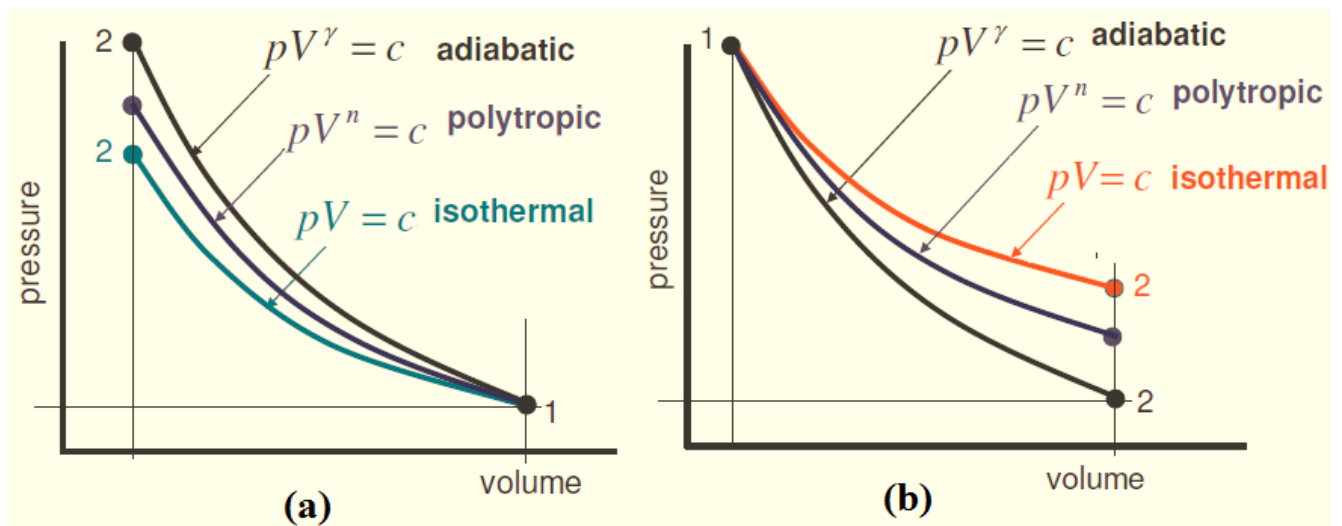 2
pV^γ = c adiabatic
pV^n = c polytropic
2
pV = c isothermal
pressure
1
volume
(a)
1
pV^γ = c adiabatic
pV^n = c polytropic
pV= c isothermal
pressure
2
2
volume
(b)